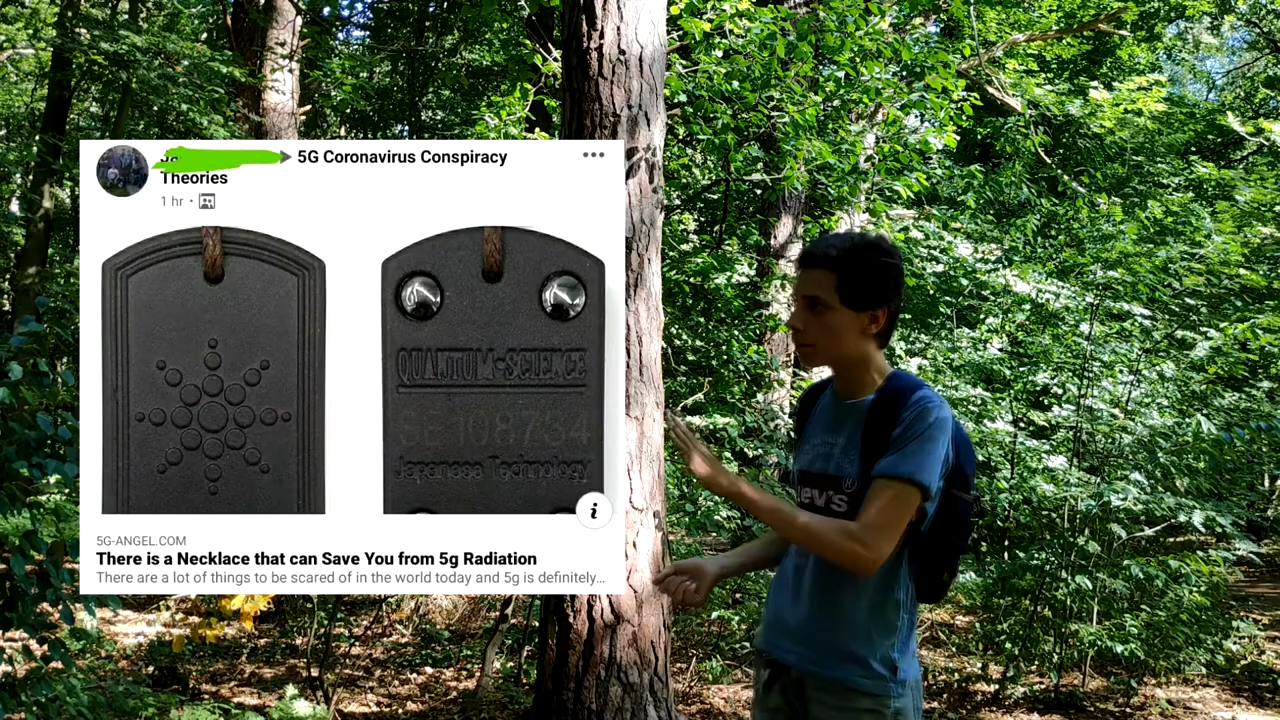 5G Coronavirus Conspiracy
Theories
1 hr
QUANTUM-SCIENCE
SE 108734
Japanese Technology
i
5G-ANGEL.COM
There is a Necklace that can Save You from 5g Radiation
There are a lot of things to be scared of in the world today and 5g is definitely...
Levi's
®